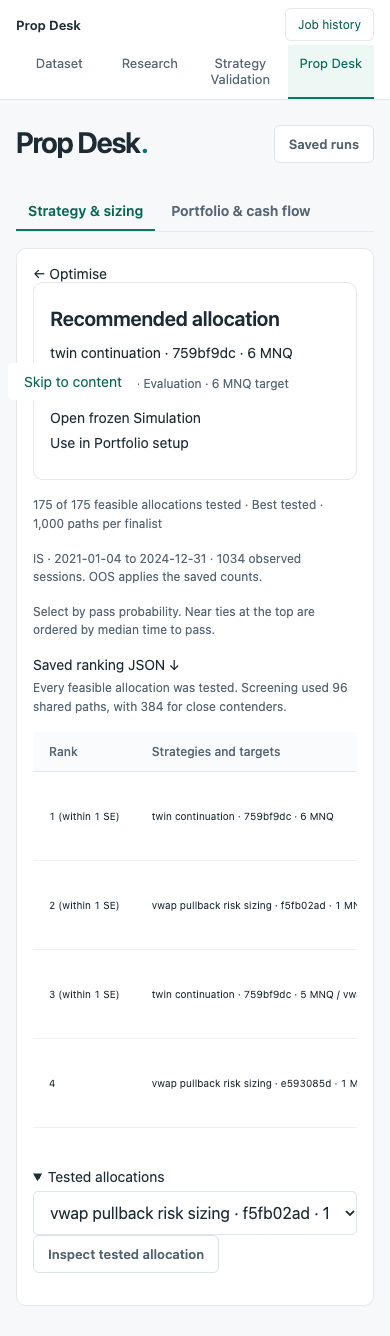 Prop Desk
Job history
Dataset
Research
Strategy
Validation
Prop Desk
Prop Desk.
Saved runs
Strategy & sizing
Portfolio & cash flow
← Optimise
Recommended allocation
twin continuation · 759bf9dc · 6 MNQ
Skip to content
· Evaluation · 6 MNQ target
Open frozen Simulation
Use in Portfolio setup
175 of 175 feasible allocations tested · Best tested ·
1,000 paths per finalist
IS · 2021-01-04 to 2024-12-31 · 1034 observed
sessions. OOS applies the saved counts.
Select by pass probability. Near ties at the top are
ordered by median time to pass.
Saved ranking JSON ↓
Every feasible allocation was tested. Screening used 96
shared paths, with 384 for close contenders.
Rank
Strategies and targets
1 (within 1 SE)
twin continuation · 759bf9dc · 6 MNQ
2 (within 1 SE)
vwap pullback risk sizing · f5fb02ad · 1
3 (within 1 SE)
twin continuation · 759bf9dc · 5 MNQ /
4
vwap pullback risk sizing · e593085d · 1
▼ Tested allocations
vwap pullback risk sizing · f5fb02ad · 1
Inspect tested allocation